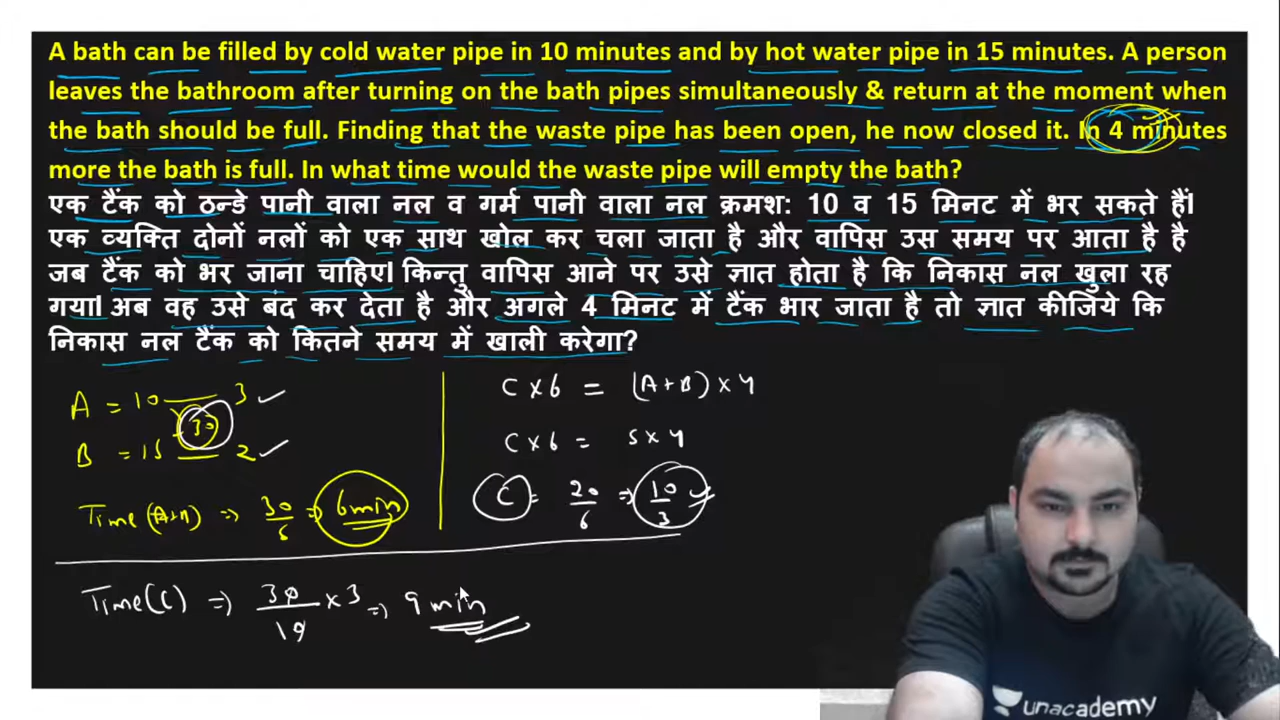 A bath can be filled by cold water pipe in 10 minutes and by hot water pipe in 15 minutes. A person
leaves the bathroom after turning on the bath pipes simultaneously & return at the moment when
the bath should be full. Finding that the waste pipe has been open, he now closed it. In 4 minutes
more the bath is full. In what time would the waste pipe will empty the bath?
एक टैंक को ठन्डे पानी वाला नल व गर्म पानी वाला नल क्रमश: 10 व 15 मिनट में भर सकते हैं।
एक व्यक्ति दोनों नलों को एक साथ खोल कर चला जाता है और वापिस उस समय पर आता है है
जब टैंक को भर जाना चाहिए। किन्तु वापिस आने पर उसे ज्ञात होता है कि निकास नल खुला रह
गया। अब वह उसे बंद कर देता है और अगले 4 मिनट में टैंक भार जाता है तो ज्ञात कीजिये कि
निकास नल टैंक को कितने समय में खाली करेगा?
A = 10 3
30
B = 15 2
Time (A+B) => 30/6 => 6 min
C x 6 = (A+B) x 4
C x 6 = 5 x 4
C = 20/6 => 10/3
Time (C) => 30/10 x 3 => 9 min
unacademy